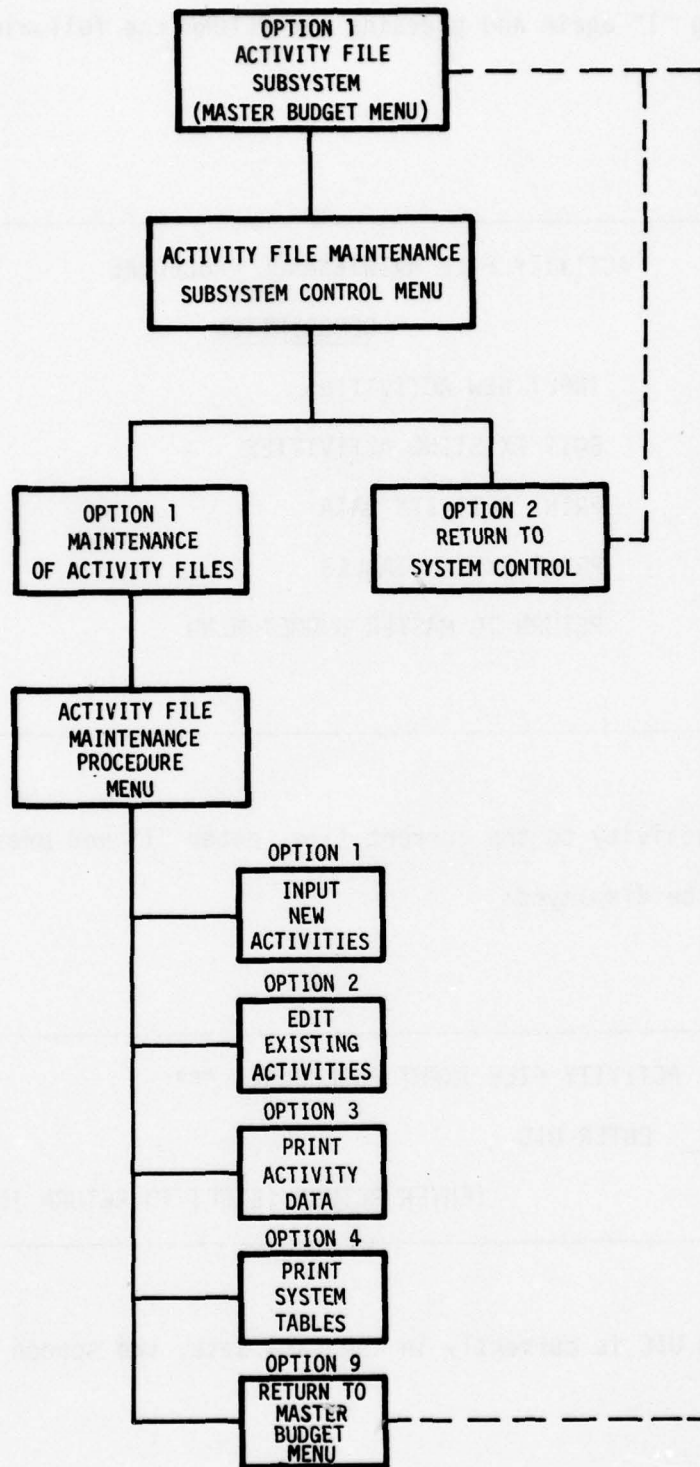 OPTION
ACTIVITY FILE
SUBSYSTEM
(MASTER BUDGET MENU)
ACTIVITY FILE MAINTENANCE
SUBSYSTEM CONTROL MENU
OPTION 1
MAINTENANCE
OF ACTIVITY FILES
OPTION 2
RETURN TO
SYSTEM CONTROL
ACTIVITY FILE
MAINTENANCE
PROCEDURE
MENU
OPTION 1
INPUT
NEW
ACTIVITIES
OPTION 2
EDIT
EXISTING
ACTIVITIES
OPTION 3
PRINT
ACTIVITY
DATA
OPTION 4
PRINT
SYSTEM
TABLES
OPTION 9
RETURN TO
MASTER
BUDGET
MENU